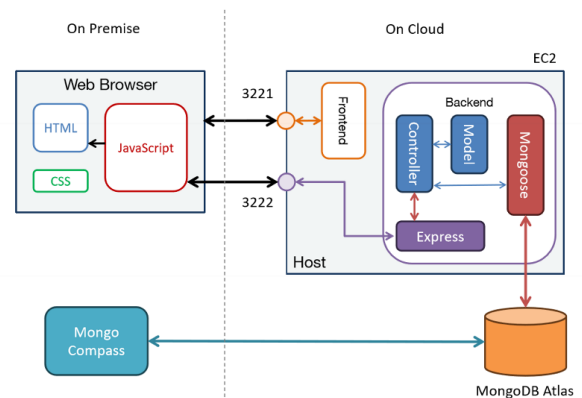 On Premise
On Cloud
EC2
Web Browser
HTML
JavaScript
CSS
3221
3222
Frontend
Backend
Controller
Model
Mongoose
Express
Host
Mongo
Compass
MongoDB Atlas